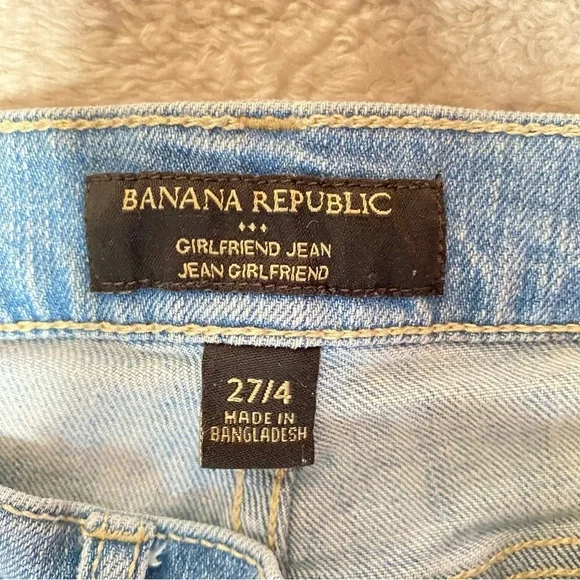 BANANA REPUBLIC
GIRLFRIEND JEAN
JEAN GIRLFRIEND
27/4
MADE IN
BANGLADESH